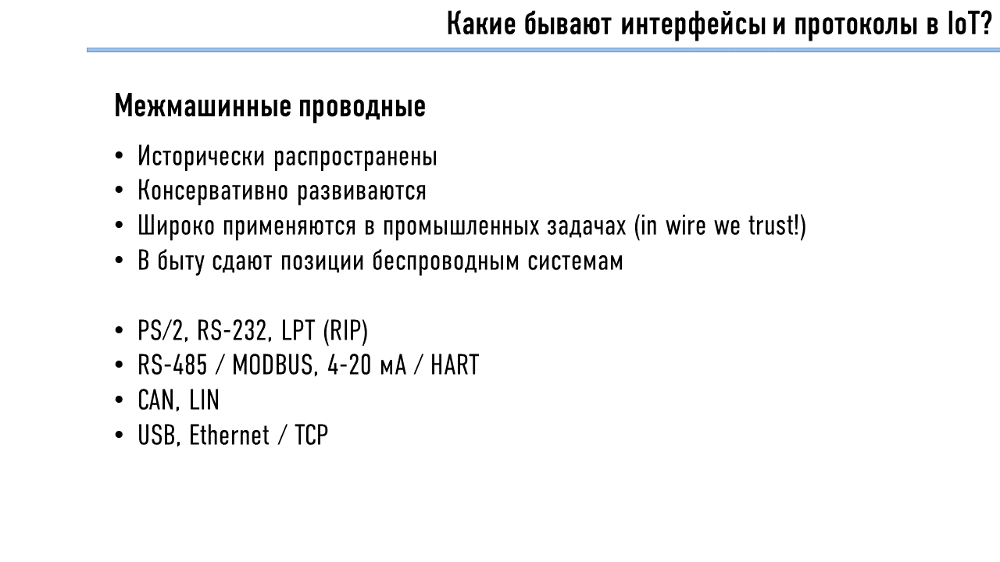 Какие бывают интерфейсы и протоколы в IoT?
Межмашинные проводные
• Исторически распространены
• Консервативно развиваются
• Широко применяются в промышленных задачах (in wire we trust!)
• В быту сдают позиции беспроводным системам
• PS/2, RS-232, LPT (RIP)
• RS-485 / MODBUS, 4-20 мА / HART
• CAN, LIN
• USB, Ethernet / TCP